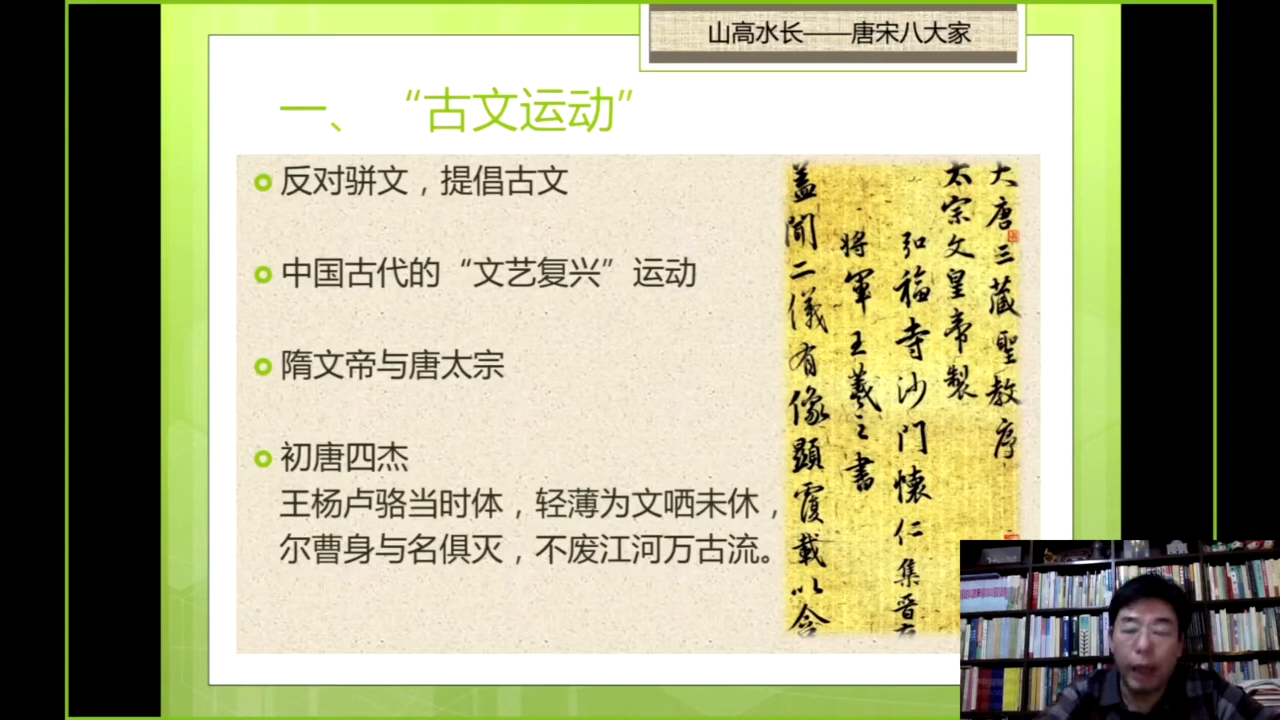 山高水长——唐宋八大家
一、 “古文运动”
反对骈文，提倡古文
中国古代的“文艺复兴”运动
隋文帝与唐太宗
初唐四杰
王杨卢骆当时体，轻薄为文哂未休，
尔曹身与名俱灭，不废江河万古流。
大唐三藏聖教序
太宗文皇帝製
弘福寺沙门懐仁集晋右
将軍王羲之書
盖聞二儀有像顯覆載以含